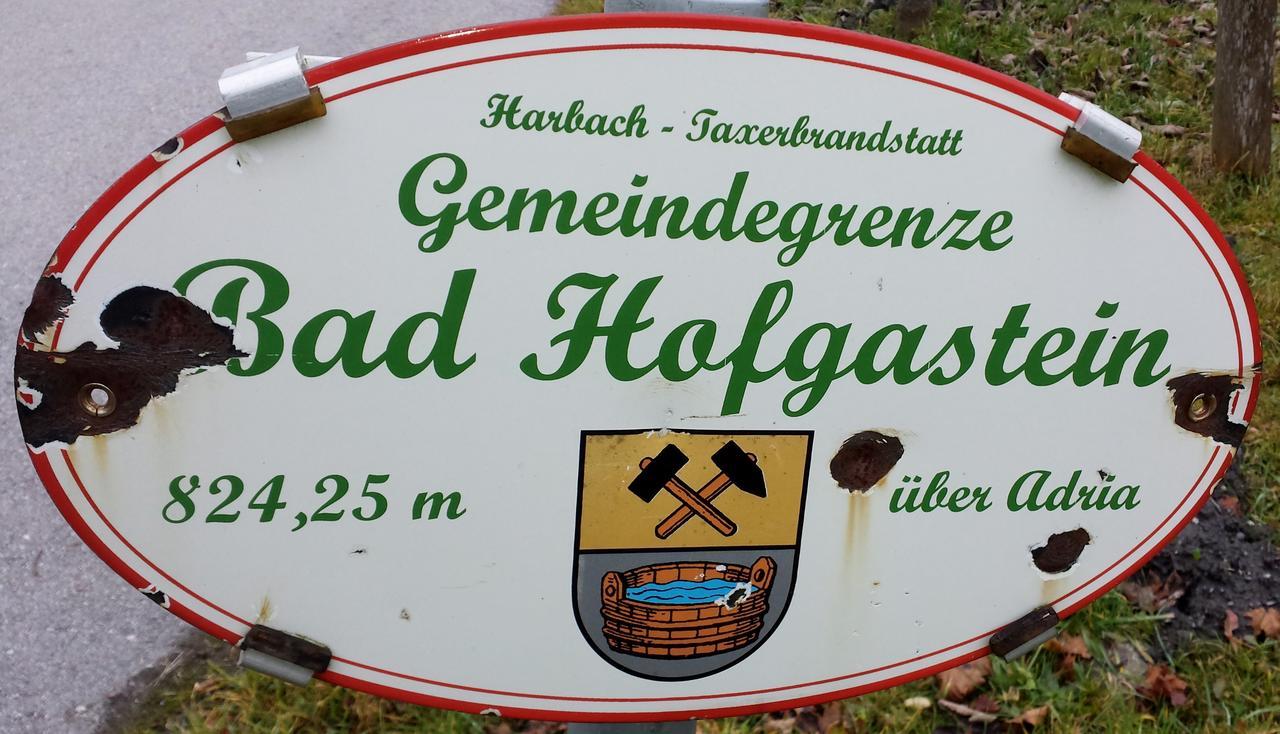 Harbach - Taxerbrandstatt
Gemeindegrenze
Bad Hofgastein
824,25 m
über Adria